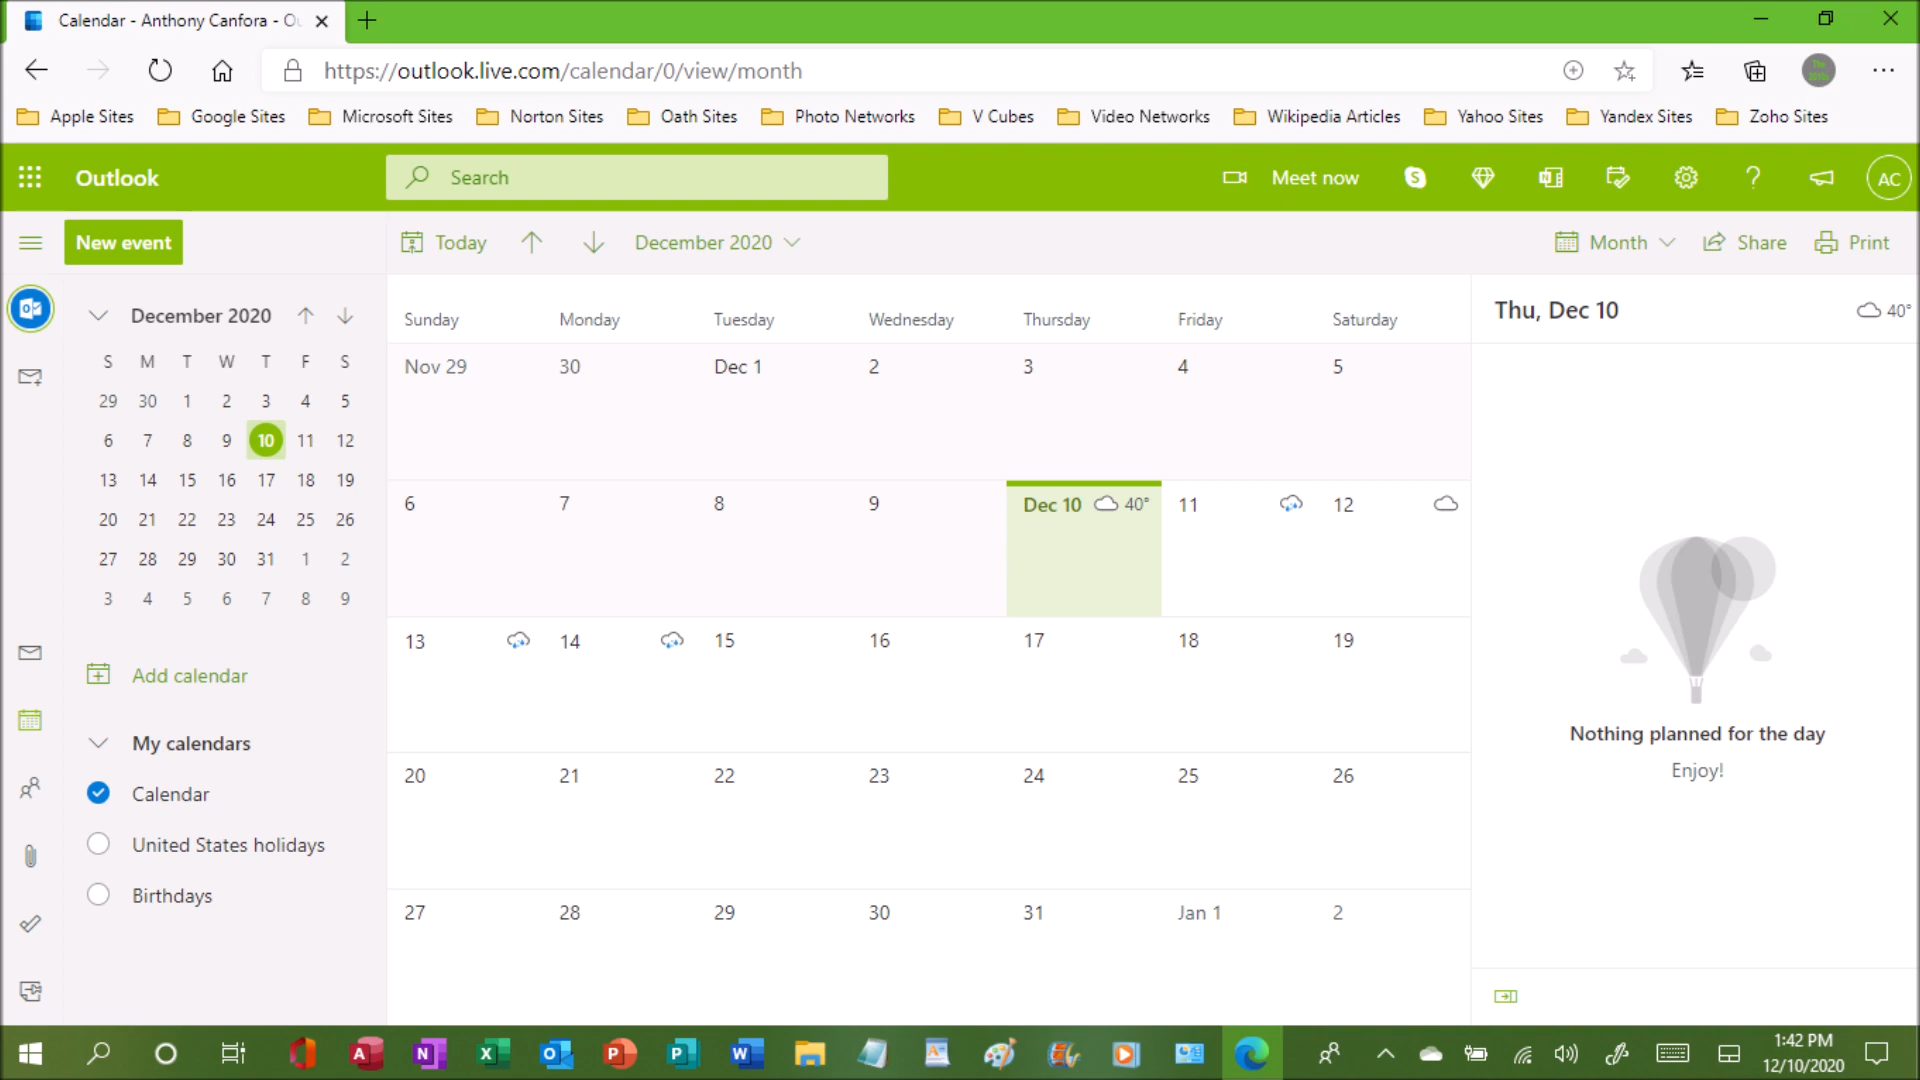 Calendar - Anthony Canfora - Ou
https://outlook.live.com/calendar/0/view/month
Apple Sites Google Sites Microsoft Sites Norton Sites Oath Sites Photo Networks V Cubes Video Networks Wikipedia Articles Yahoo Sites Yandex Sites Zoho Sites
Outlook Search Meet now AC
New event Today December 2020 Month Share Print
December 2020
S M T W T F S
29 30 1 2 3 4 5
6 7 8 9 10 11 12
13 14 15 16 17 18 19
20 21 22 23 24 25 26
27 28 29 30 31 1 2
3 4 5 6 7 8 9
Add calendar
My calendars
Calendar
United States holidays
Birthdays
Sunday Monday Tuesday Wednesday Thursday Friday Saturday
Nov 29 30 Dec 1 2 3 4 5
6 7 8 9 Dec 10 40° 11 12
13 14 15 16 17 18 19
20 21 22 23 24 25 26
27 28 29 30 31 Jan 1 2
Thu, Dec 10 40°
Nothing planned for the day
Enjoy!
1:42 PM
12/10/2020